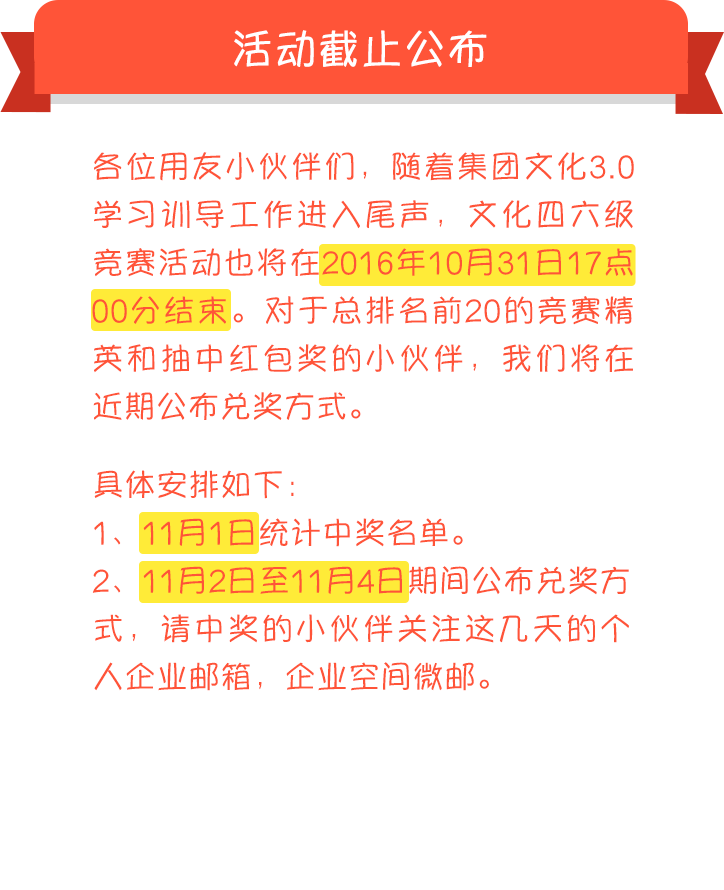 活动截止公布
各位用友小伙伴们，随着集团文化3.0
学习训导工作进入尾声，文化四六级
竞赛活动也将在2016年10月31日17点
00分结束。对于总排名前20的竞赛精
英和抽中红包奖的小伙伴，我们将在
近期公布兑奖方式。
具体安排如下：
1、11月1日统计中奖名单。
2、11月2日至11月4日期间公布兑奖方
式，请中奖的小伙伴关注这几天的个
人企业邮箱，企业空间微邮。